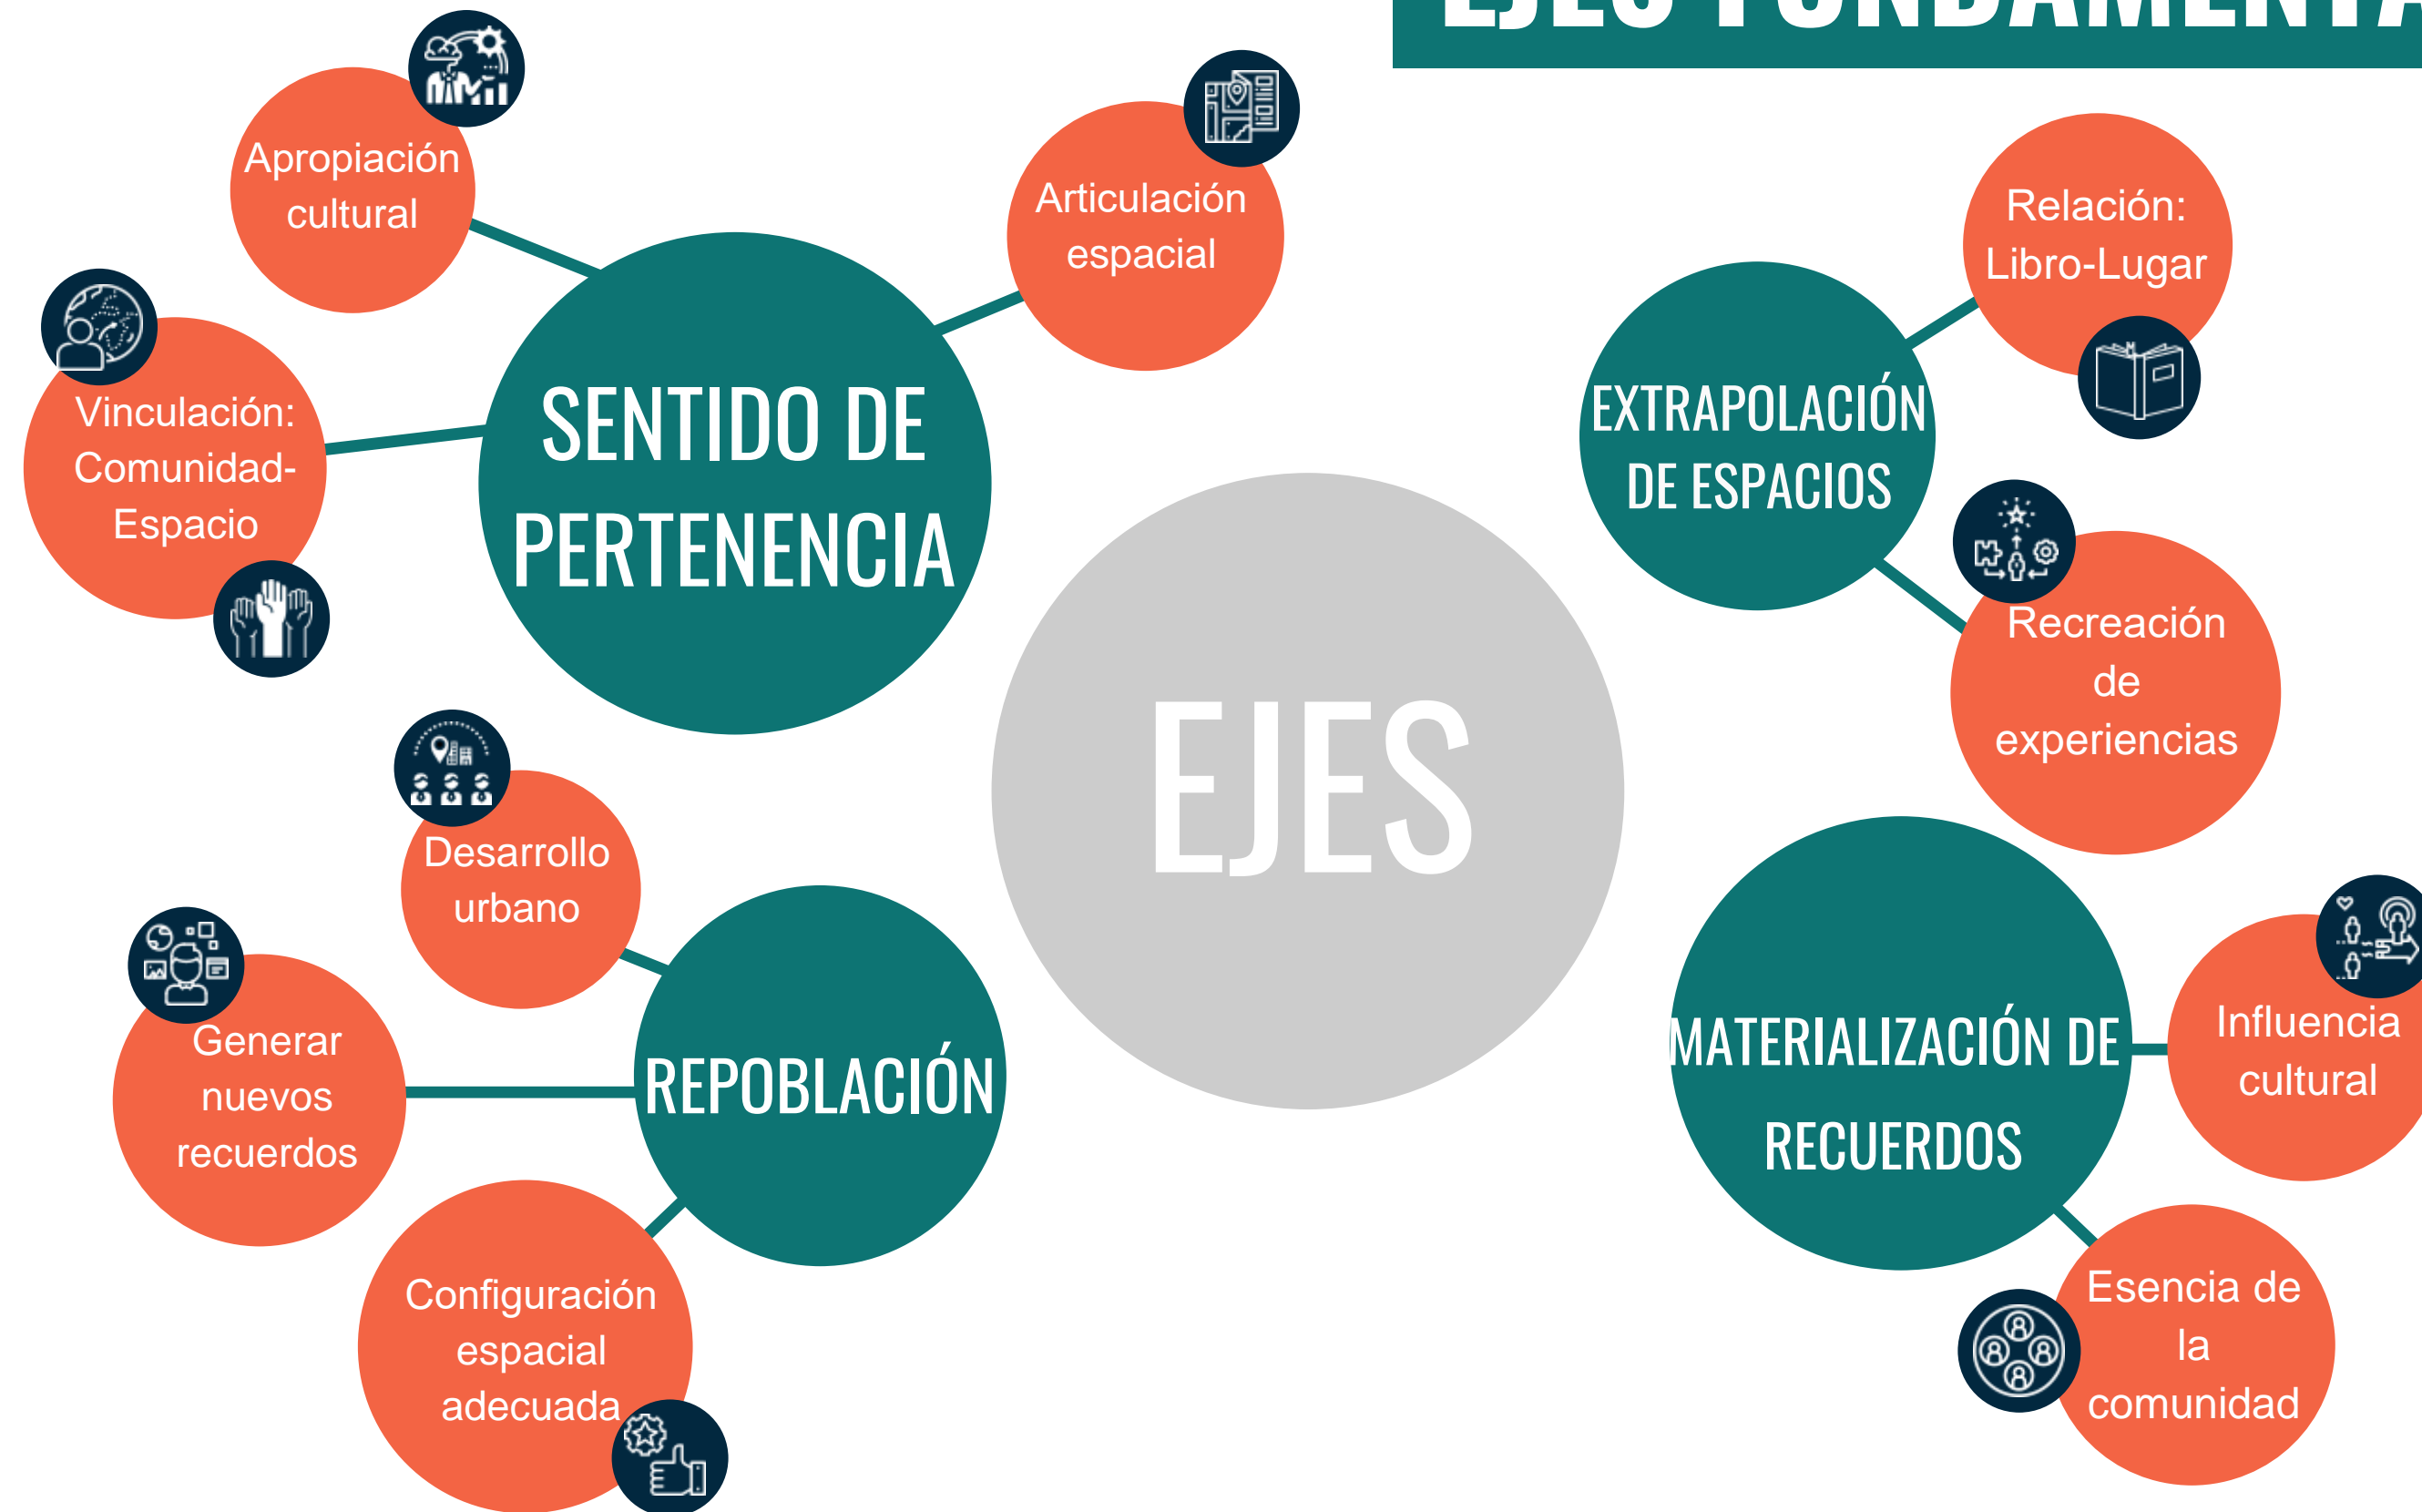 EJES FUNDAMENTA
Apropiación
cultural
Articulación
espacial
Vinculación:
Comunidad-
Espacio
SENTIDO DE
PERTENENCIA
Relación:
Libro-Lugar
EXTRAPOLACIÓN
DE ESPACIOS
Recreación
de
experiencias
EJES
Desarrollo
urbano
Generar
nuevos
recuerdos
REPOBLACIÓN
Configuración
espacial
adecuada
MATERIALIZACIÓN DE
RECUERDOS
Influencia
cultural
Esencia de
la
comunidad